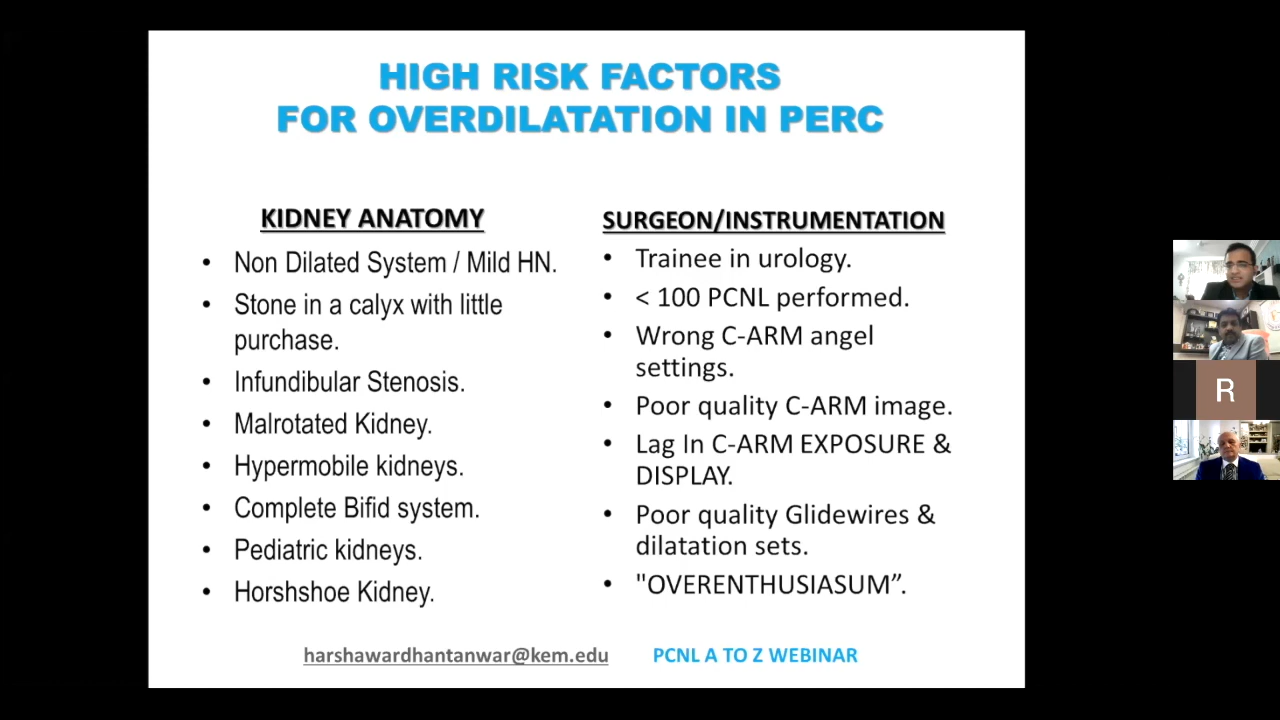 HIGH RISK FACTORS
FOR OVERDILATATION IN PERC
KIDNEY ANATOMY
• Non Dilated System / Mild HN.
• Stone in a calyx with little
purchase.
• Infundibular Stenosis.
• Malrotated Kidney.
• Hypermobile kidneys.
• Complete Bifid system.
• Pediatric kidneys.
• Horshshoe Kidney.
SURGEON/INSTRUMENTATION
• Trainee in urology.
• < 100 PCNL performed.
• Wrong C-ARM angel
settings.
• Poor quality C-ARM image.
• Lag In C-ARM EXPOSURE &
DISPLAY.
• Poor quality Glidewires &
dilatation sets.
• "OVERENTHUSIASUM”.
harshawardhantanwar@kem.edu
PCNL A TO Z WEBINAR
R